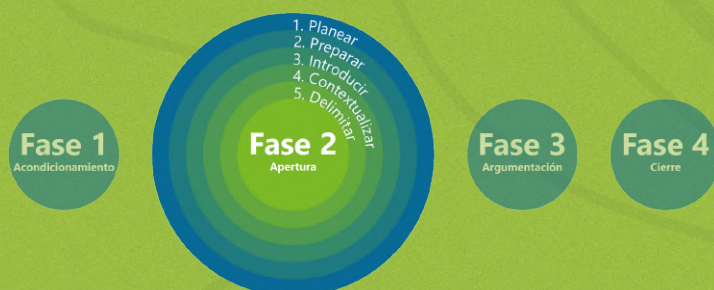 Fase 1
Acondicionamiento
1. Planear
2. Preparar
3. Introducir
4. Contextualizar
5. Delimitar
Fase 2
Apertura
Fase 3
Argumentación
Fase 4
Cierre